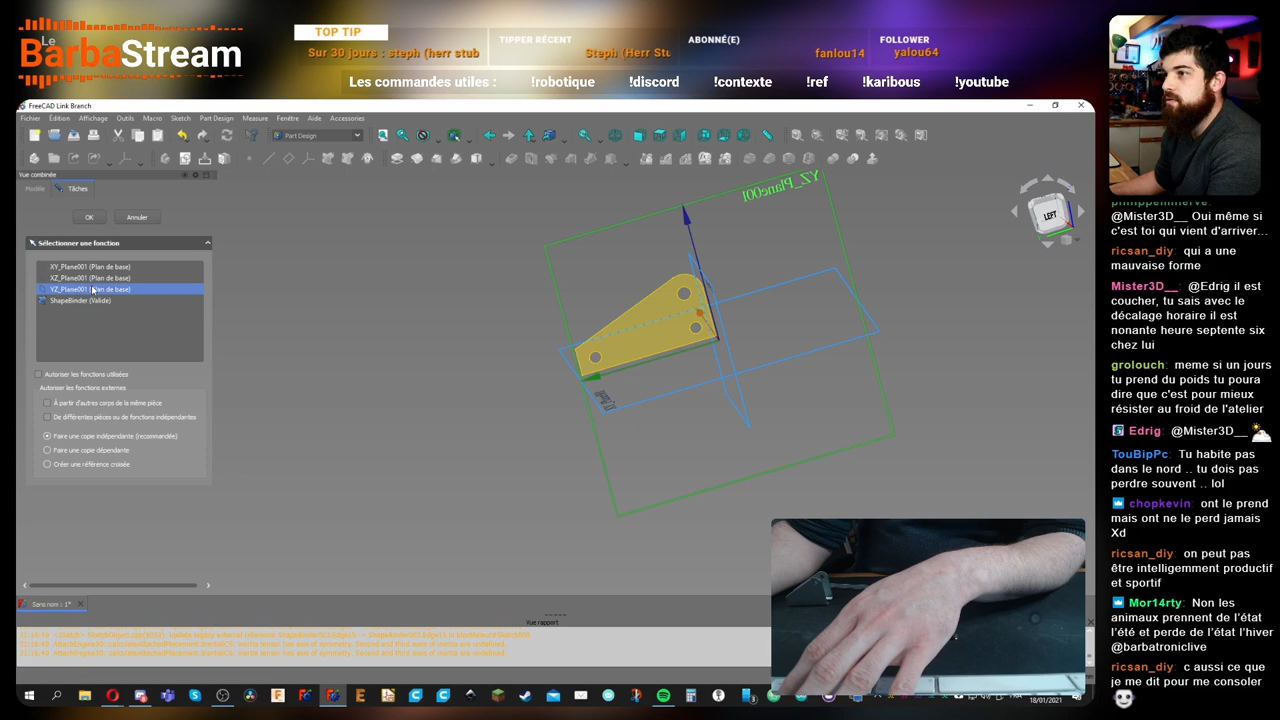 Le
BarbaStream
TOP TIP
Sur 30 jours : steph (herr stub
TIPPER RÉCENT
Steph (Herr Stu
ABONNÉ(E)
fanlou14
FOLLOWER
yalou64
Les commandes utiles : !robotique !discord !contexte !ref !karibous !youtube
FreeCAD Link Branch
Fichier Édition Affichage Outils Macro Sketch Part Design Mesure Fenêtre Aide Accessories
Part Design
Vue combinée
Modèle Tâches
OK Annuler
Sélectionner une fonction
XY_Plane001 (Plan de base)
XZ_Plane001 (Plan de base)
YZ_Plane001 (Plan de base)
ShapeBinder (Valide)
Autoriser les fonctions utilisées
Autoriser les fonctions externes
À partir d'autres corps de la même pièce
De différentes pièces ou de fonctions indépendantes
Faire une copie indépendante (recommandée)
Faire une copie dépendante
Créer une référence croisée
YZ_Plane001
LEFT
Sans nom : 1*
Vue rapport
18/01/2021
@Mister3D__ Oui même si
c'est toi qui vient d'arriver...
ricsan_diy: qui a une
mauvaise forme
Mister3D__: @Edrig il est
coucher, tu sais avec le
décalage horaire il est
nonante heure septente six
chez lui
grolouch: meme si un jours
tu prend du poids tu poura
dire que c'est pour mieux
résister au froid de l'atelier
Edrig: @Mister3D__
TouBipPc: Tu habite pas
dans le nord .. tu dois pas
perdre souvent .. lol
chopkevin: ont le prend
mais ont ne le perd jamais
Xd
ricsan_diy: on peut pas
être intelligemment productif
et sportif
Mor14rty: Non les
animaux prennent de l'état
l'été et perde de l'état l'hiver
@barbatroniclive
ricsan_diy: c aussi ce que
je me dit pour me consoler